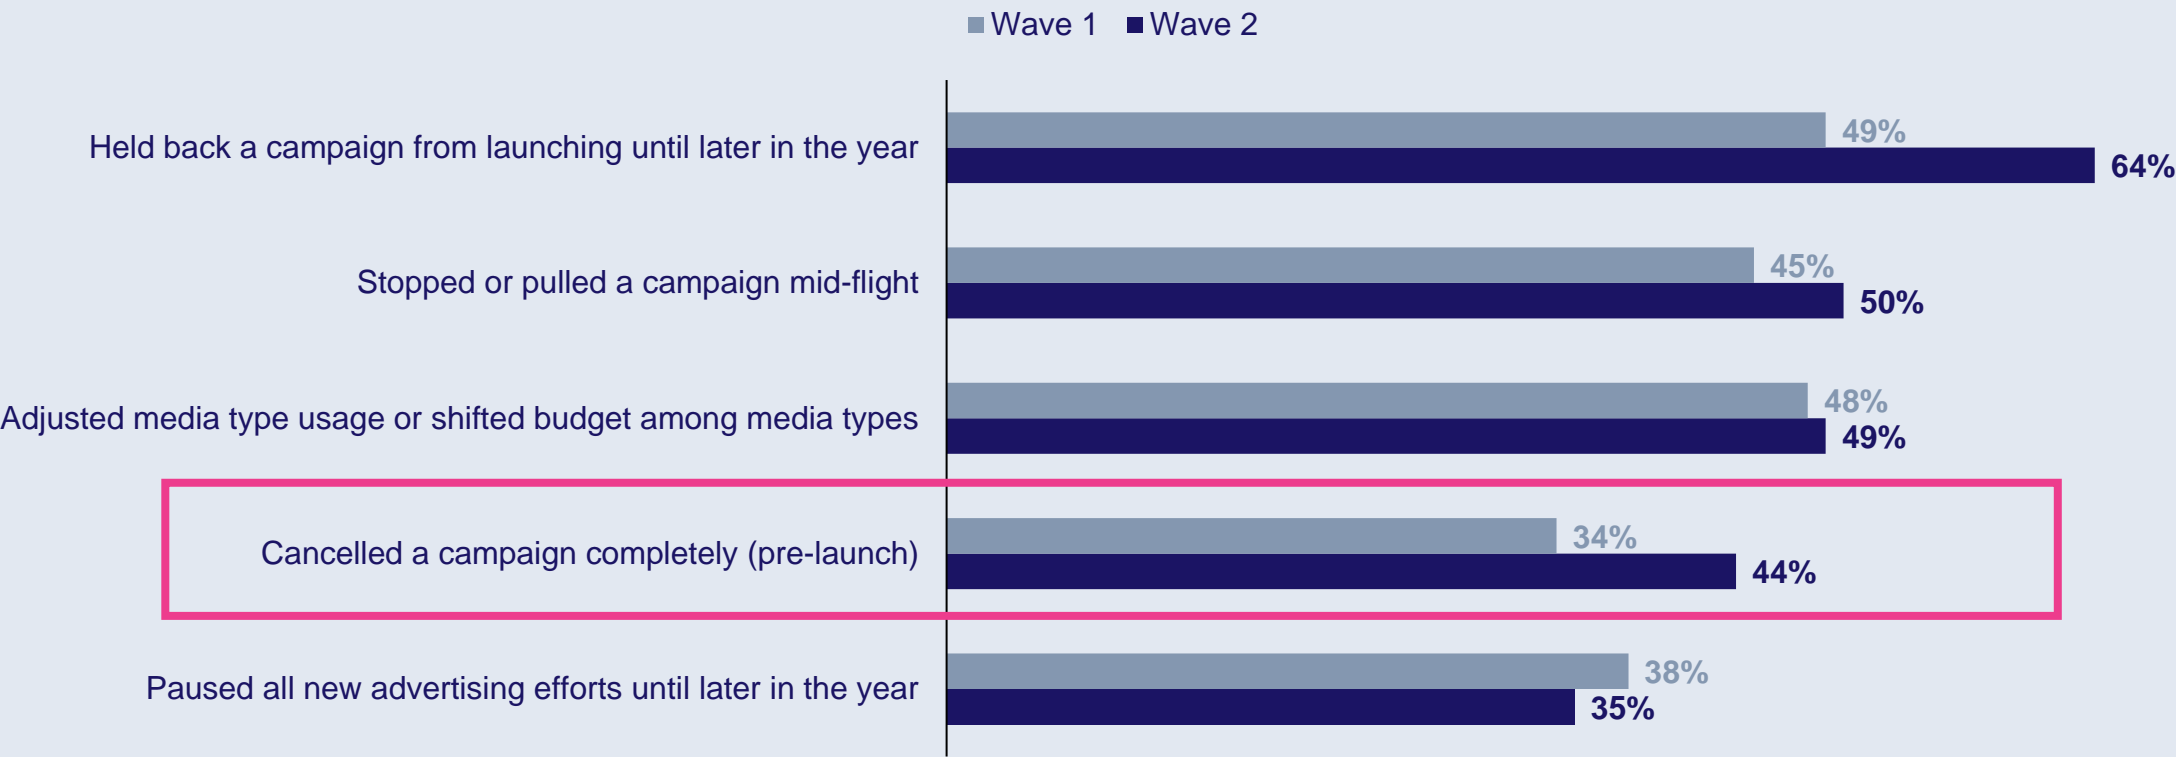 Wave 1 Wave 2
Held back a campaign from launching until later in the year
49%
64%
Stopped or pulled a campaign mid-flight
45%
50%
Adjusted media type usage or shifted budget among media types
48%
49%
Cancelled a campaign completely (pre-launch)
34%
44%
Paused all new advertising efforts until later in the year
38%
35%